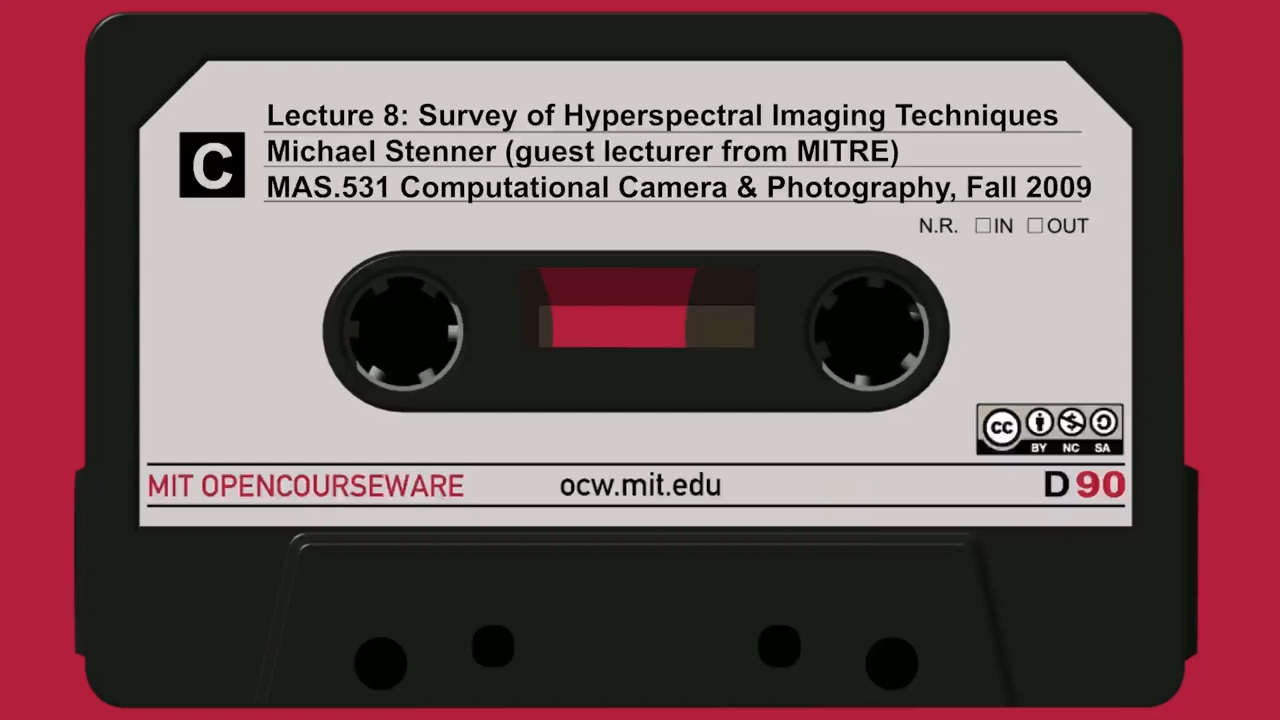 Lecture 8: Survey of Hyperspectral Imaging Techniques
C
Michael Stenner (guest lecturer from MITRE)
MAS.531 Computational Camera & Photography, Fall 2009
N.R. □IN □OUT
cc
BY NC SA
MIT OPENCOURSEWARE ocw.mit.edu D90